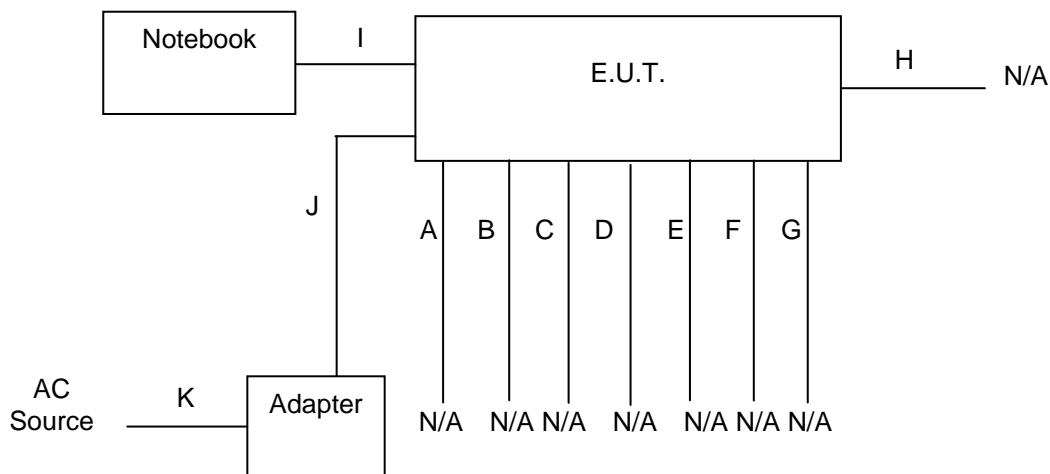 Notebook
I
E.U.T.
H
N/A
J
A
B
C
D
E
F
G
AC
Source
K
Adapter
N/A
N/A
N/A
N/A
N/A
N/A
N/A